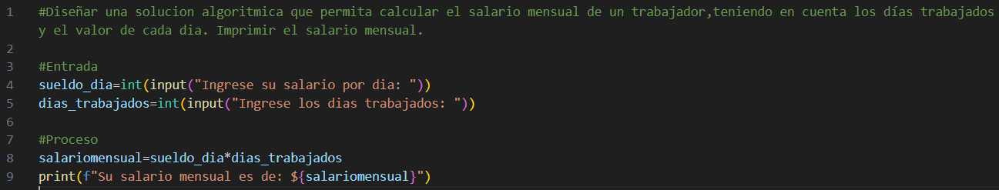 1 #Diseñar una solucion algoritmica que permita calcular el salario mensual de un trabajador,teniendo en cuenta los días trabajados
y el valor de cada dia. Imprimir el salario mensual.
2
3 #Entrada
4 sueldo_dia=int(input("Ingrese su salario por dia: "))
5 dias_trabajados=int(input("Ingrese los dias trabajados: "))
6
7 #Proceso
8 salariomensual=sueldo_dia*dias_trabajados
9 print(f"Su salario mensual es de: ${salariomensual}")